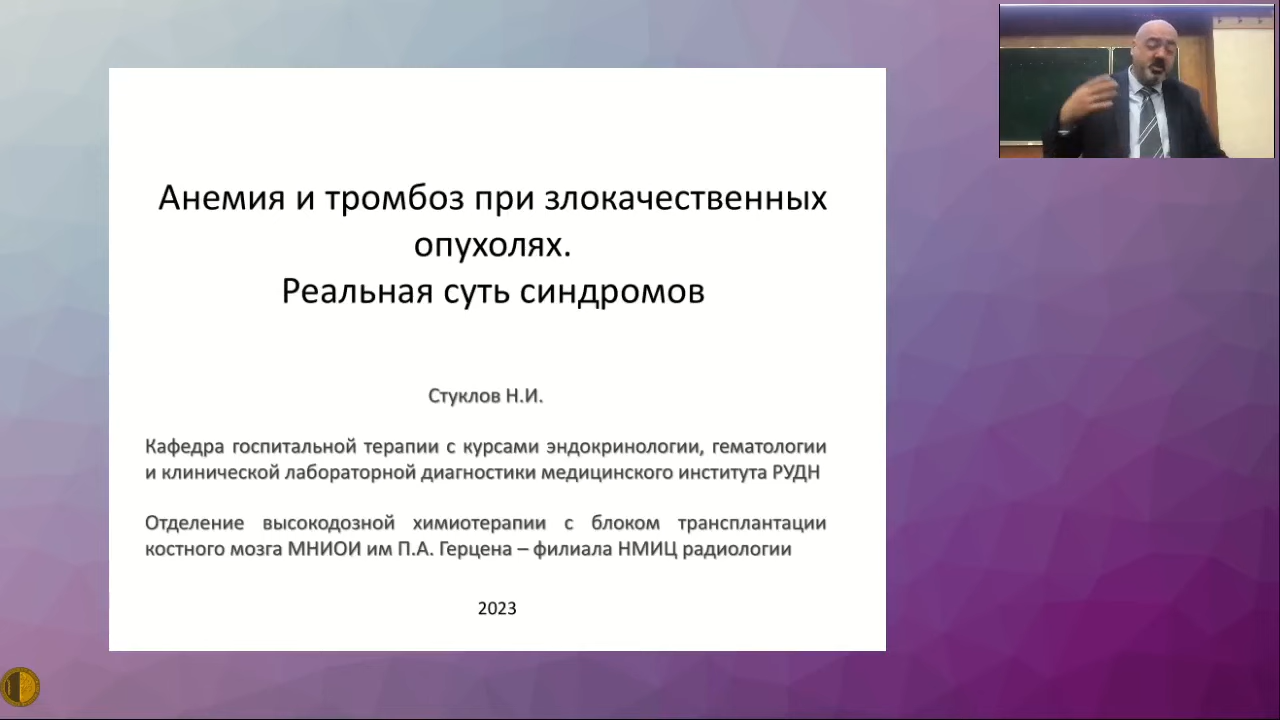 Анемия и тромбоз при злокачественных
опухолях.
Реальная суть синдромов
Стуклов Н.И.
Кафедра госпитальной терапии с курсами эндокринологии, гематологии
и клинической лабораторной диагностики медицинского института РУДН
Отделение высокодозной химиотерапии с блоком трансплантации
костного мозга МНИОИ им П.А. Герцена – филиала НМИЦ радиологии
2023